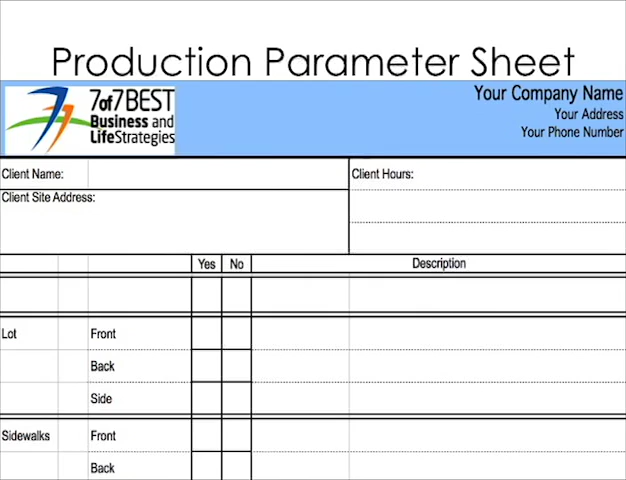 Production Parameter Sheet
7of7BEST
Business and
LifeStrategies
Your Company Name
Your Address
Your Phone Number
Client Name:
Client Hours:
Client Site Address:
Yes No Description
Lot Front
Back
Side
Sidewalks Front
Back